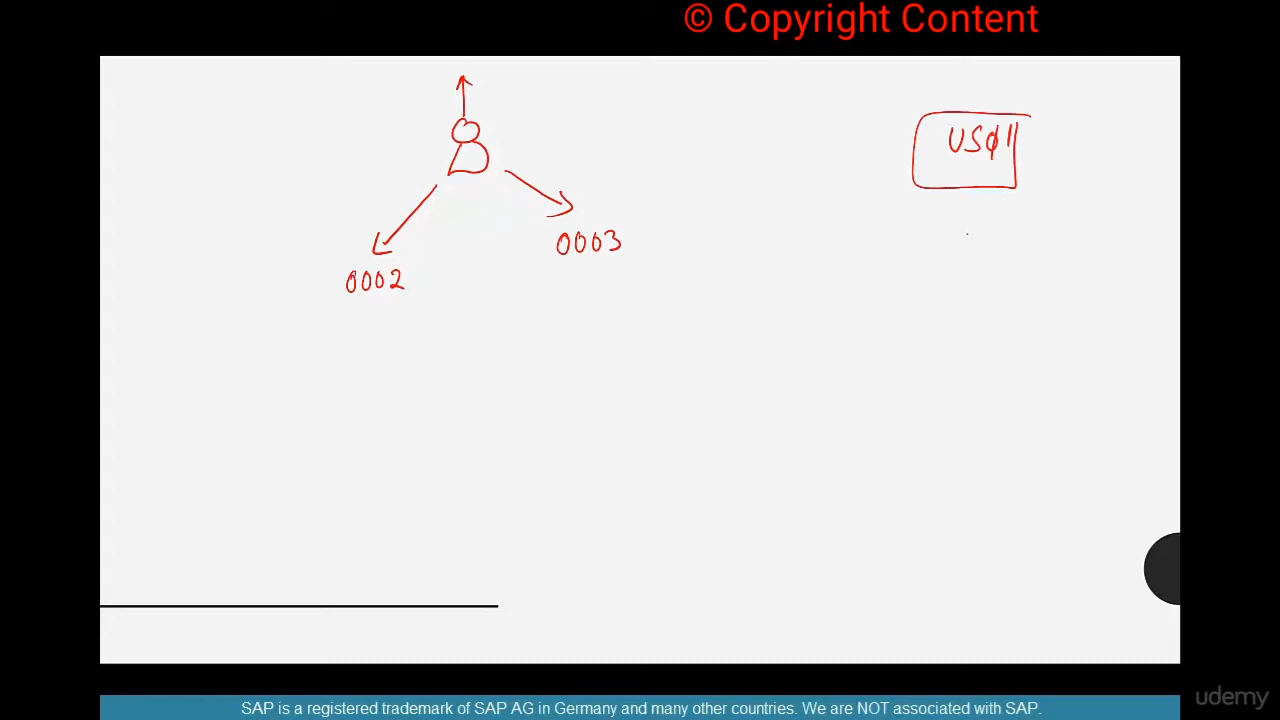 © Copyright Content
US01
0003
0002
udemy
SAP is a registered trademark of SAP AG in Germany and many other countries. We are NOT associated with SAP.